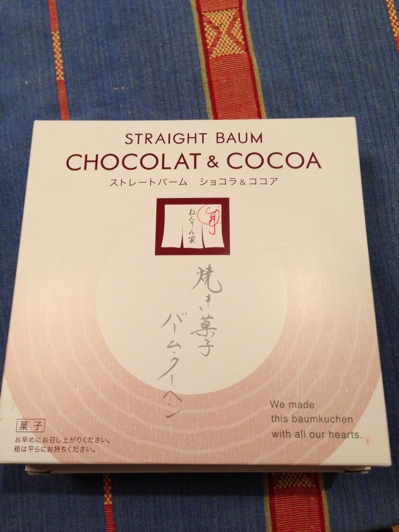 STRAIGHT BAUM
CHOCOLAT & COCOA
ストレートバーム ショコラ&ココア
ねんりん家
焼き菓子
バーム・クーヘン
We made
this baumkuchen
with all our hearts.
菓子
お早めにお召し上がりください。
箱は平らにお持ちください。